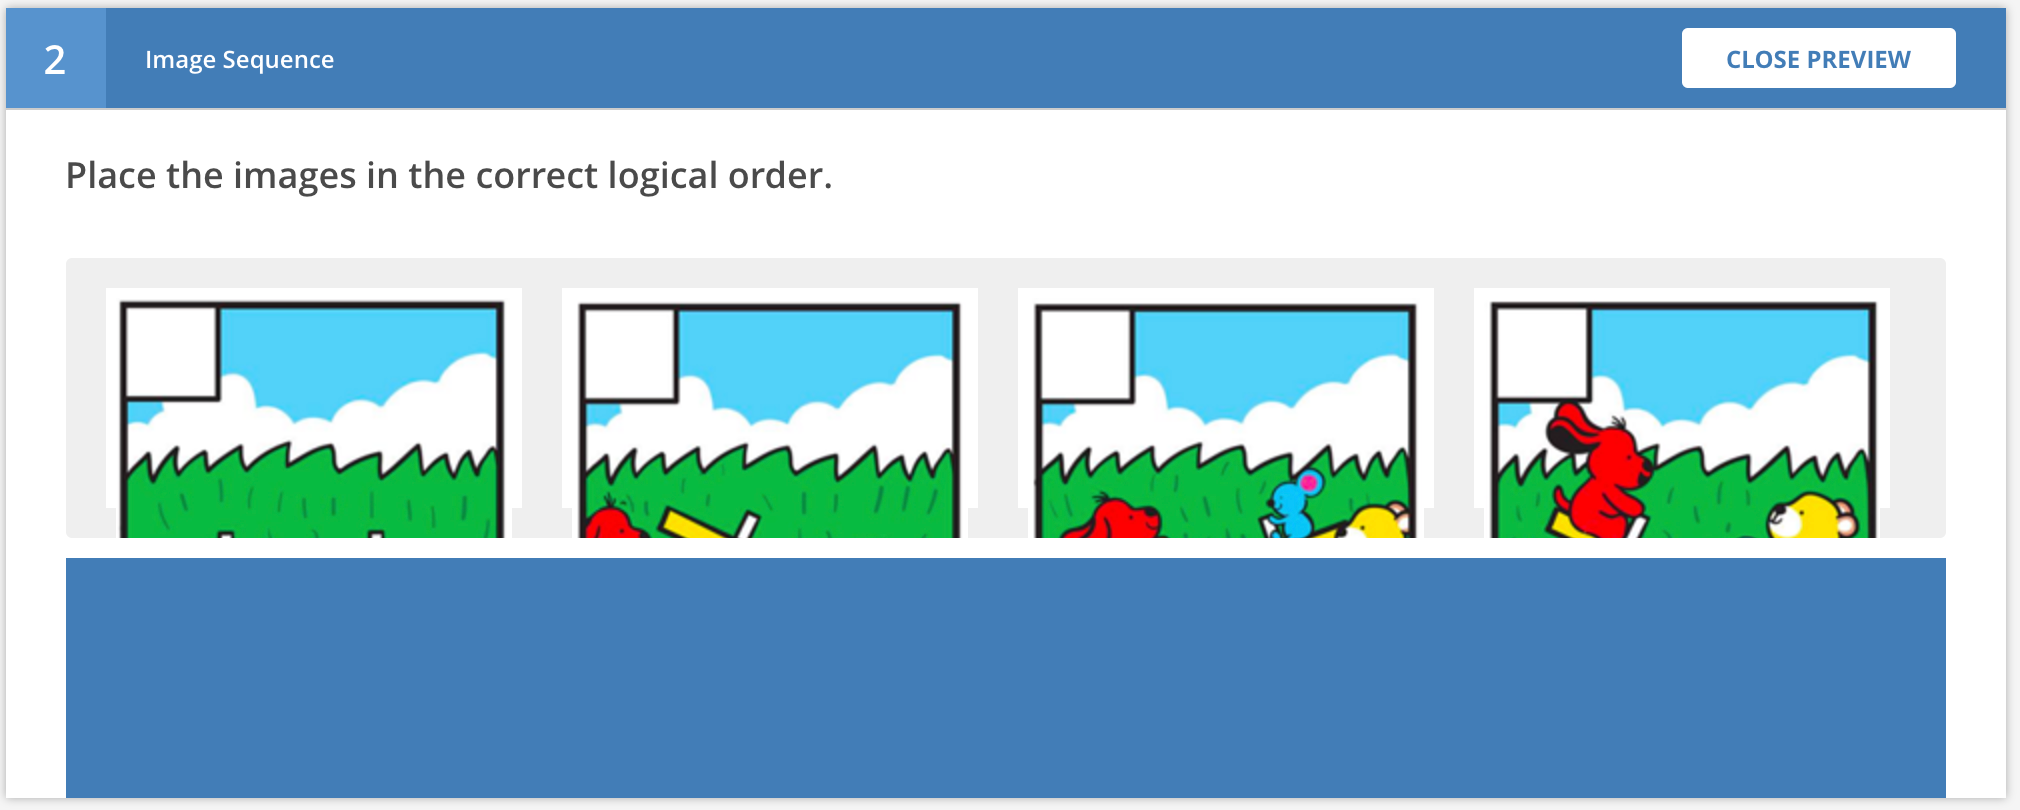 2
Image Sequence
CLOSE PREVIEW
Place the images in the correct logical order.